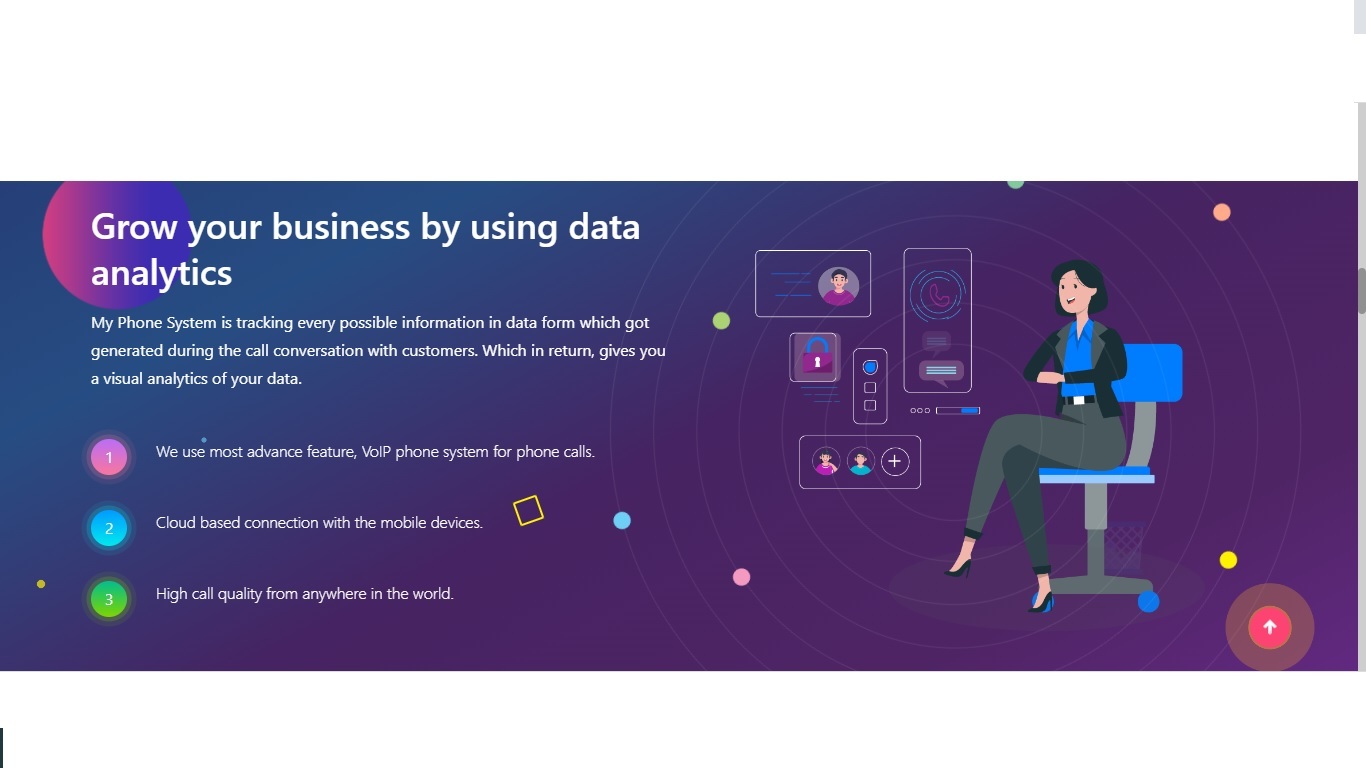 Grow your business by using data
analytics
My Phone System is tracking every possible information in data form which got
generated during the call conversation with customers. Which in return, gives you
a visual analytics of your data.
1 We use most advance feature, VoIP phone system for phone calls.
2 Cloud based connection with the mobile devices.
3 High call quality from anywhere in the world.